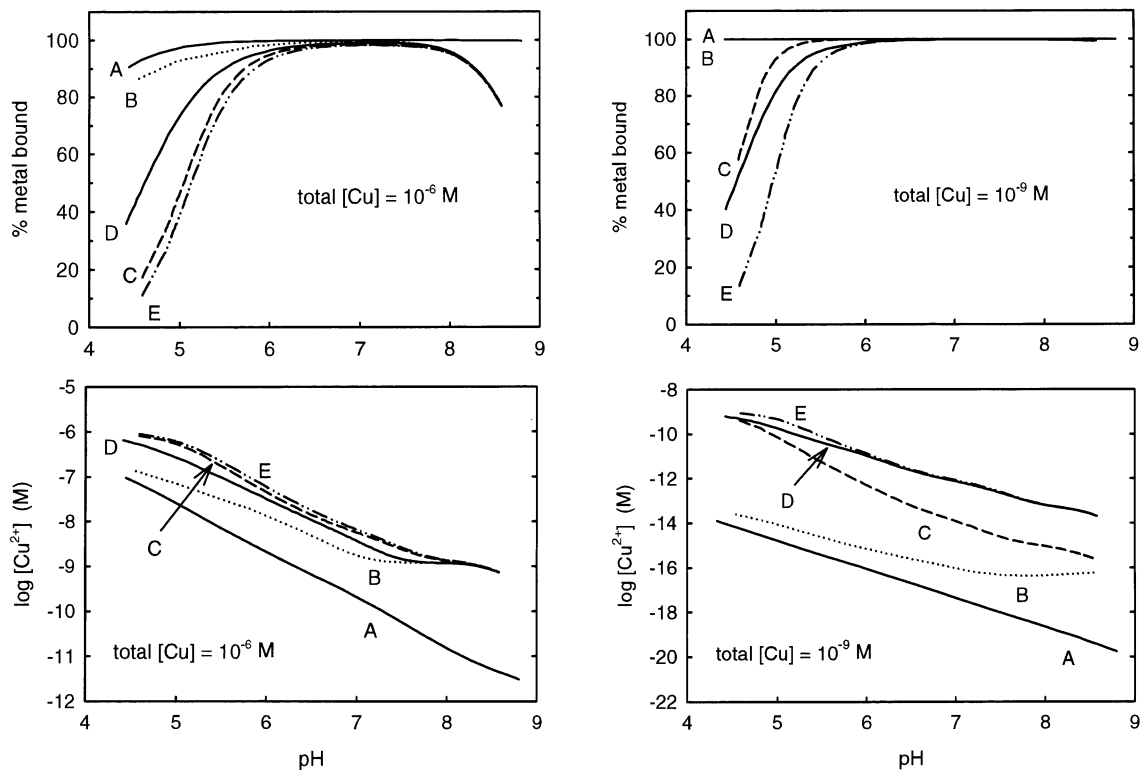 % metal bound
100
80
60
40
20
0
4 5 6 7 8 9
A
B
D
C
E
total [Cu] = 10⁻⁶ M
% metal bound
100
80
60
40
20
0
4 5 6 7 8 9
A
B
C
D
E
total [Cu] = 10⁻⁹ M
log [Cu²⁺] (M)
-5
-6
-7
-8
-9
-10
-11
-12
4 5 6 7 8 9
D
E
C
B
A
total [Cu] = 10⁻⁶ M
pH
log [Cu²⁺] (M)
-8
-10
-12
-14
-16
-18
-20
-22
4 5 6 7 8 9
E
D
C
B
A
total [Cu] = 10⁻⁹ M
pH